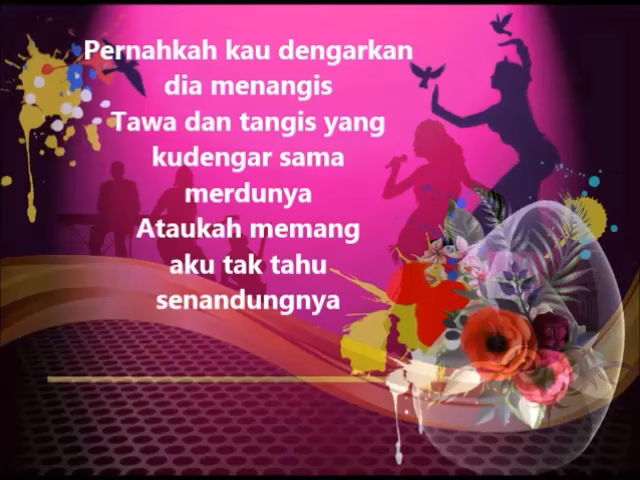 Pernahkah kau dengarkan
dia menangis
Tawa dan tangis yang
kudengar sama
merdunya
Ataukah memang
aku tak tahu
senandungnya